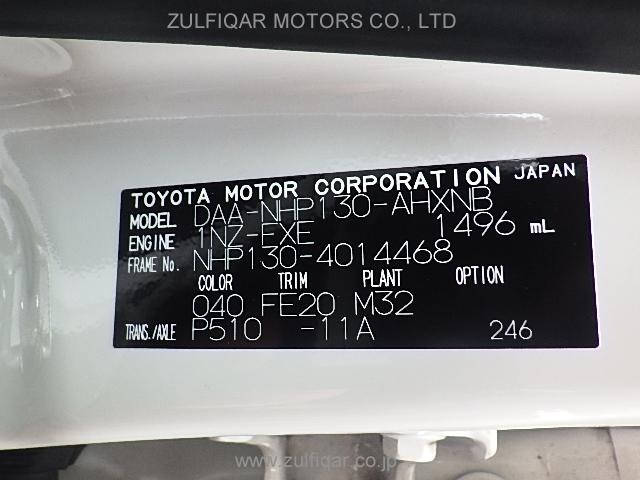 ZULFIQAR MOTORS CO., LTD.
TOYOTA MOTOR CORPORATION JAPAN
MODEL DAA-NHP130-AHXNB
ENGINE 1NZ-FXE 1496 mL
FRAME No. NHP130-4014468
COLOR TRIM PLANT OPTION
040 FE20 M32
TRANS./AXLE P510 -11A 246
www.zulfiqar.co.jp